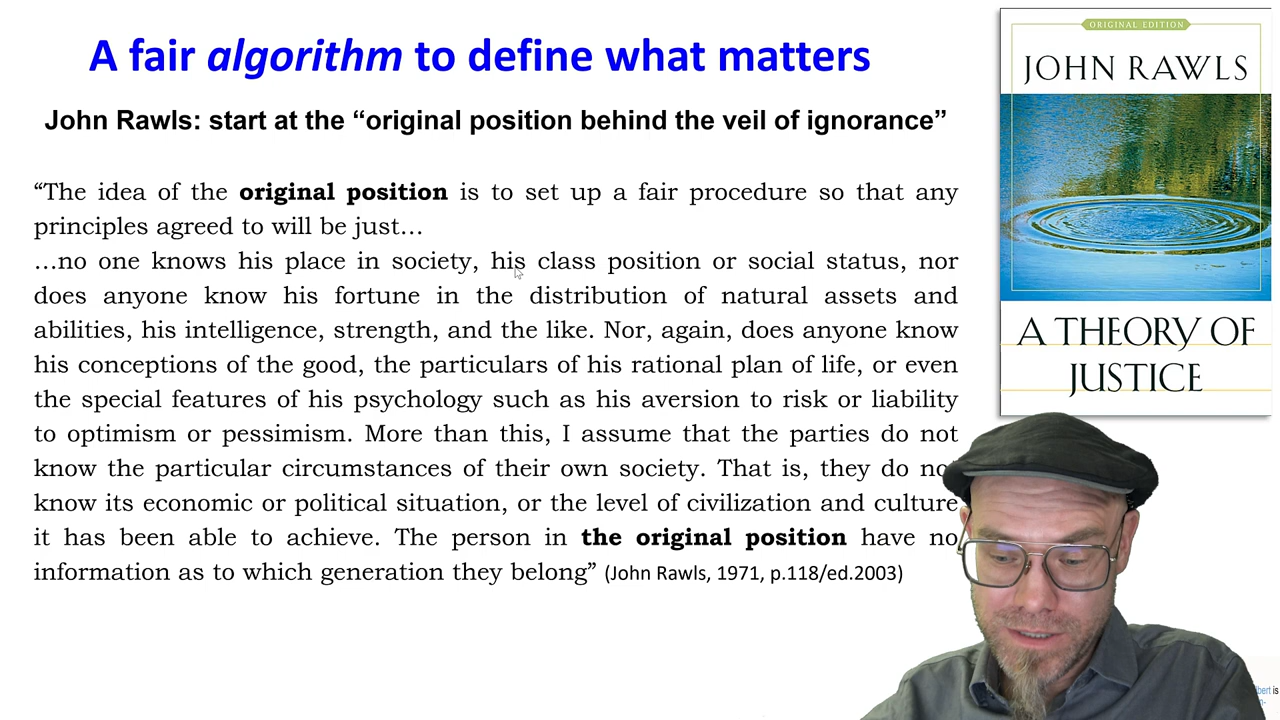 A fair algorithm to define what matters
John Rawls: start at the “original position behind the veil of ignorance”
“The idea of the original position is to set up a fair procedure so that any
principles agreed to will be just…
…no one knows his place in society, his class position or social status, nor
does anyone know his fortune in the distribution of natural assets and
abilities, his intelligence, strength, and the like. Nor, again, does anyone know
his conceptions of the good, the particulars of his rational plan of life, or even
the special features of his psychology such as his aversion to risk or liability
to optimism or pessimism. More than this, I assume that the parties do not
know the particular circumstances of their own society. That is, they do not
know its economic or political situation, or the level of civilization and culture
it has been able to achieve. The person in the original position have no
information as to which generation they belong” (John Rawls, 1971, p.118/ed.2003)
ORIGINAL EDITION
JOHN RAWLS
A THEORY OF
JUSTICE
is